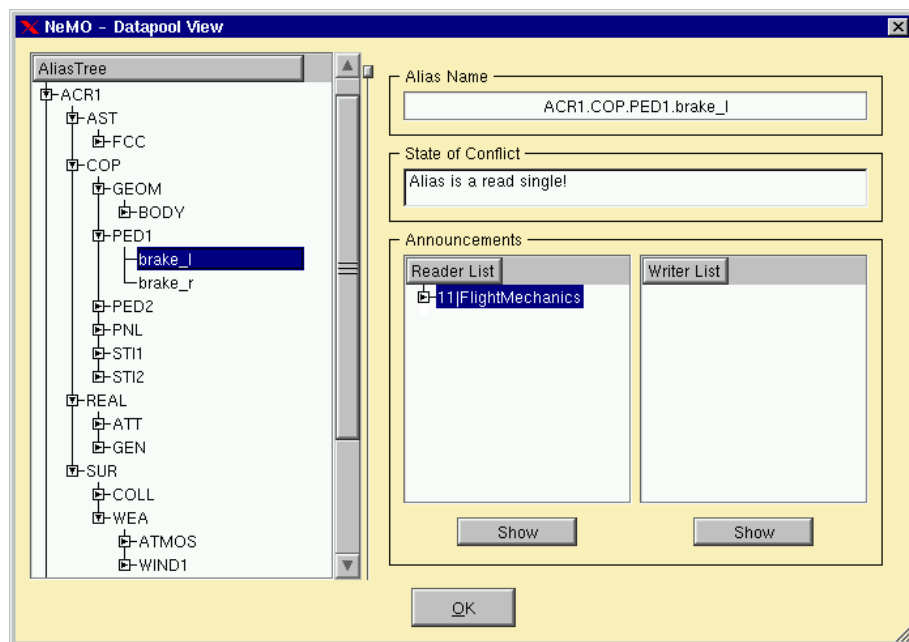 NeMO - Datapool View
AliasTree
ACR1
AST
FCC
COP
GEOM
BODY
PED1
brake_l
brake_r
PED2
PNL
STI1
STI2
REAL
ATT
GEN
SUR
COLL
WEA
ATMOS
WIND1
Alias Name
ACR1.COP.PED1.brake_l
State of Conflict
Alias is a read single!
Announcements
Reader List
11|FlightMechanics
Writer List
Show
Show
OK